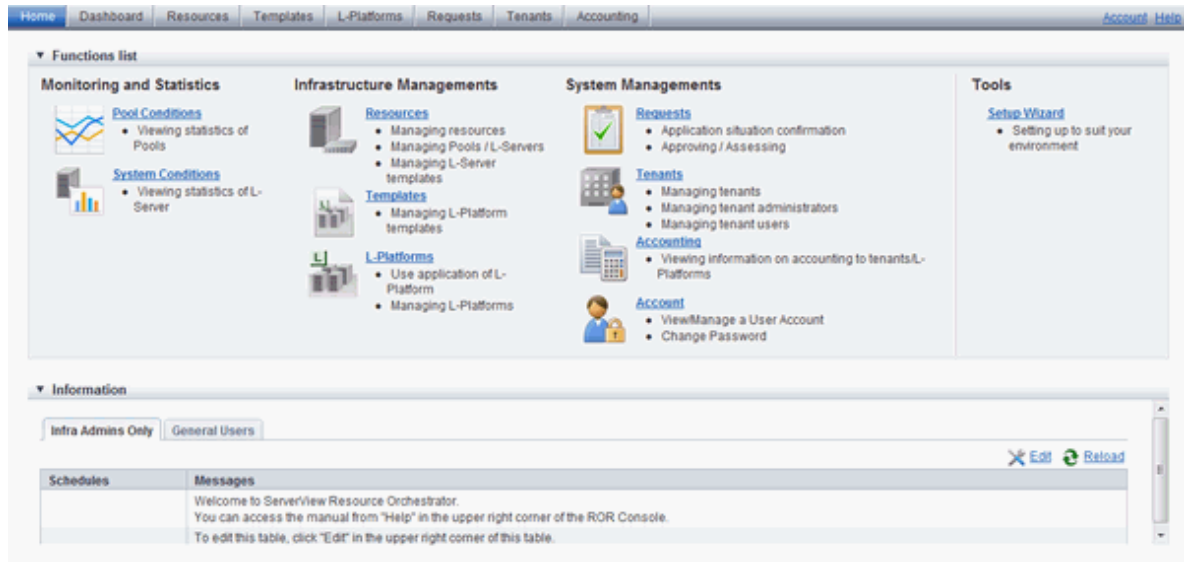 Home Dashboard Resources Templates L-Platforms Requests Tenants Accounting Account Help
Functions list
Monitoring and Statistics
Pool Conditions
Viewing statistics of
Pools
System Conditions
Viewing statistics of L-
Server
Infrastructure Managements
Resources
Managing resources
Managing Pools / L-Servers
Managing L-Server
templates
Templates
Managing L-Platform
templates
L-Platforms
Use application of L-
Platform
Managing L-Platforms
System Managements
Requests
Application situation confirmation
Approving / Assessing
Tenants
Managing tenants
Managing tenant administrators
Managing tenant users
Accounting
Viewing information on accounting to tenants/L-
Platforms
Account
View/Manage a User Account
Change Password
Tools
Setup Wizard
Setting up to suit your
environment
Information
Infra Admins Only General Users
Edit Reload
Schedules Messages
Welcome to ServerView Resource Orchestrator.
You can access the manual from "Help" in the upper right corner of the ROR Console.
To edit this table, click "Edit" in the upper right corner of this table.